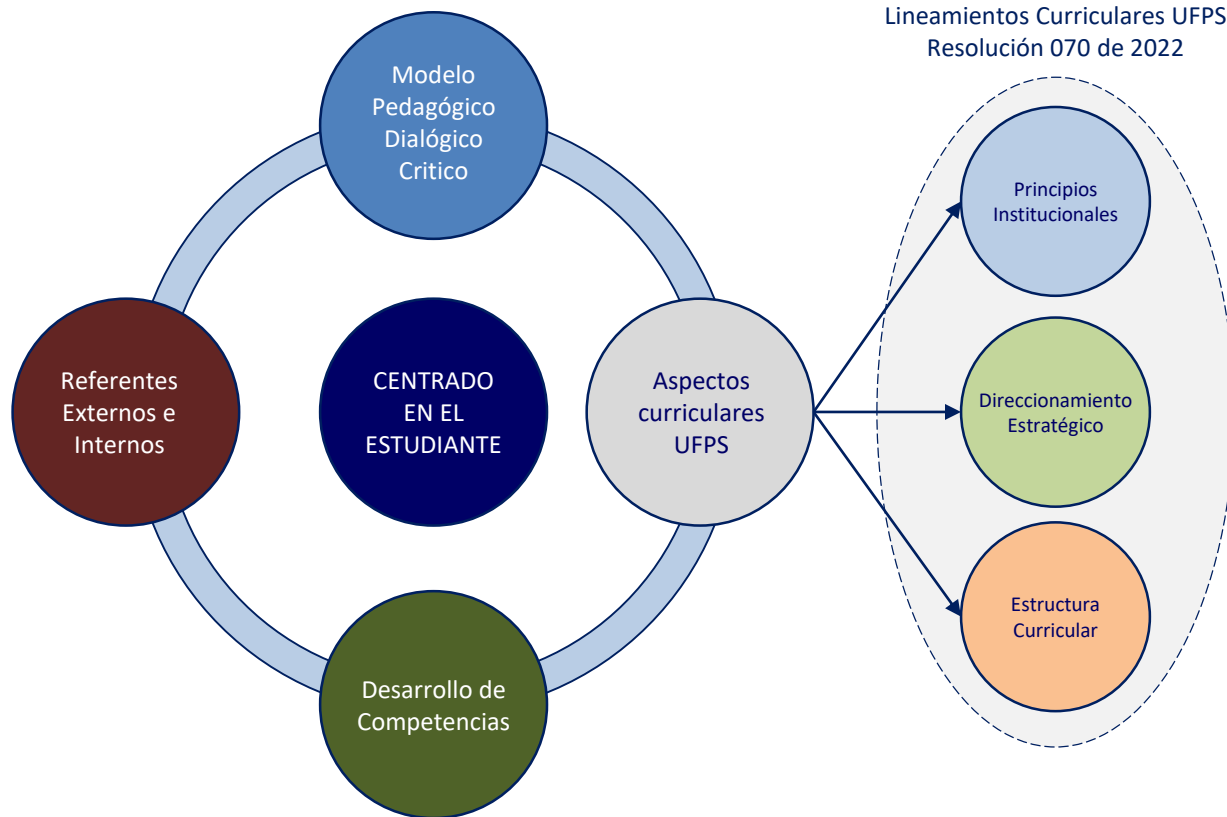 Lineamientos Curriculares UFPS
Resolución 070 de 2022
Modelo
Pedagógico
Dialógico
Critico
Principios
Institucionales
Referentes
Externos e
Internos
CENTRADO
EN EL
ESTUDIANTE
Aspectos
curriculares
UFPS
Direccionamiento
Estratégico
Desarrollo de
Competencias
Estructura
Curricular